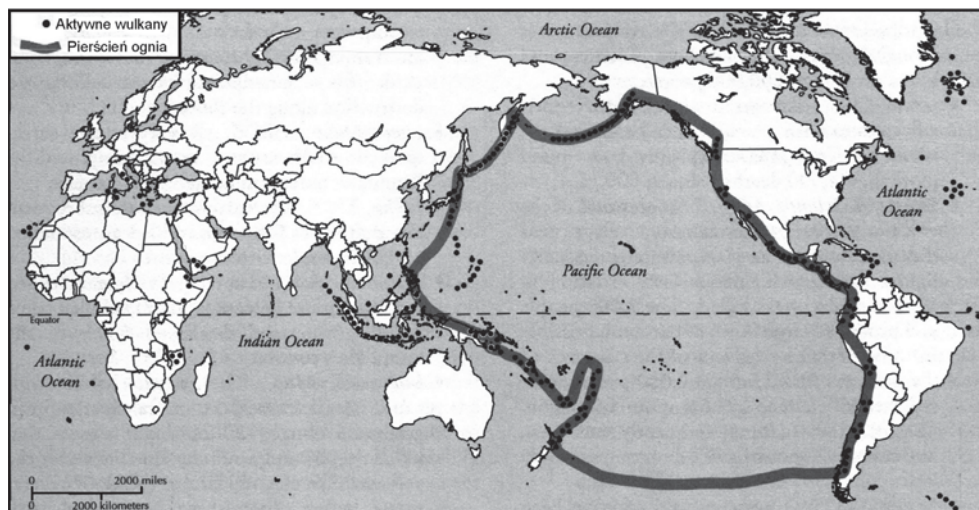 Aktywne wulkany
Pierścień ognia
Arctic Ocean
Atlantic
Ocean
Pacific Ocean
Equator
Indian Ocean
Atlantic
Ocean
0 2000 miles
0 2000 kilometers